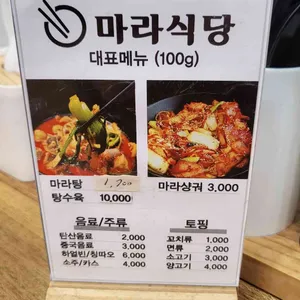 마라식당
대표메뉴 (100g)
마라탕 1,700
탕수육 10,000
마라샹궈 3,000
음료/주류
탄산음료 2,000
중국음료 3,000
하얼빈/칭따오 6,000
소주/카스 4,000
토핑
꼬치류 1,000
면류 2,000
소고기 3,000
양고기 4,000